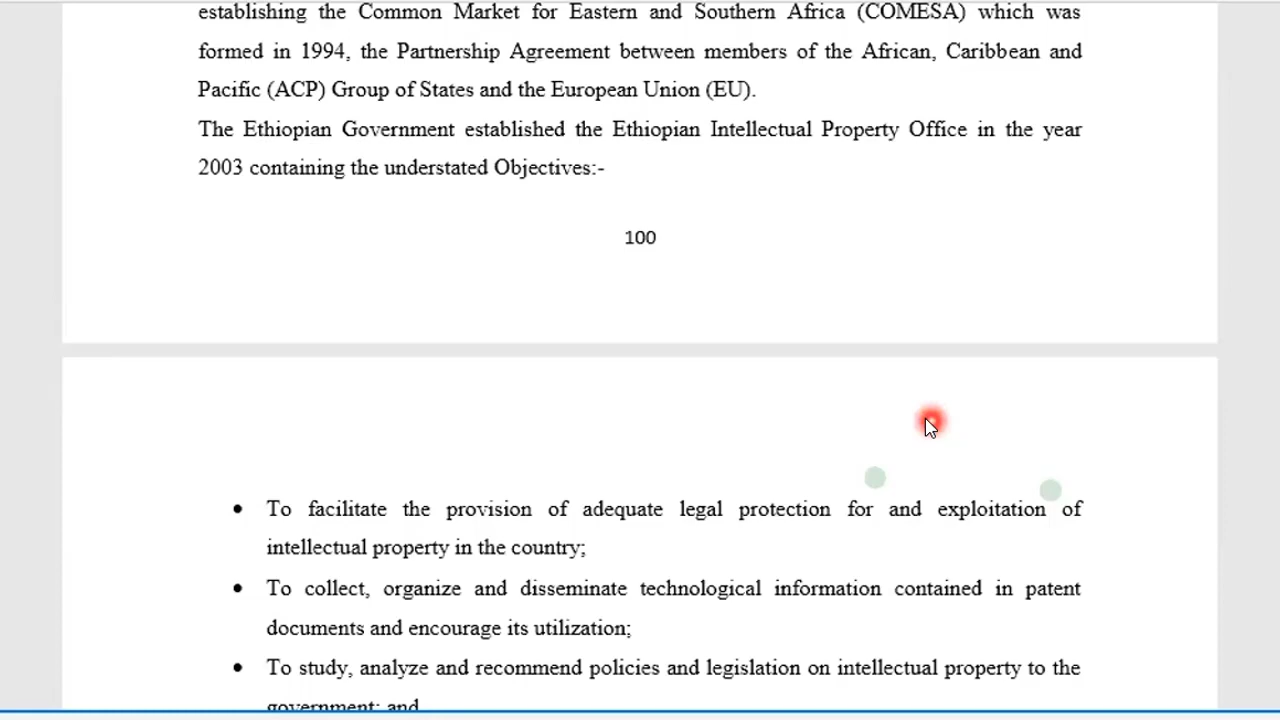 establishing the Common Market for Eastern and Southern Africa (COMESA) which was
formed in 1994, the Partnership Agreement between members of the African, Caribbean and
Pacific (ACP) Group of States and the European Union (EU).
The Ethiopian Government established the Ethiopian Intellectual Property Office in the year
2003 containing the understated Objectives:-
100
• To facilitate the provision of adequate legal protection for and exploitation of
intellectual property in the country;
• To collect, organize and disseminate technological information contained in patent
documents and encourage its utilization;
• To study, analyze and recommend policies and legislation on intellectual property to the
government; and